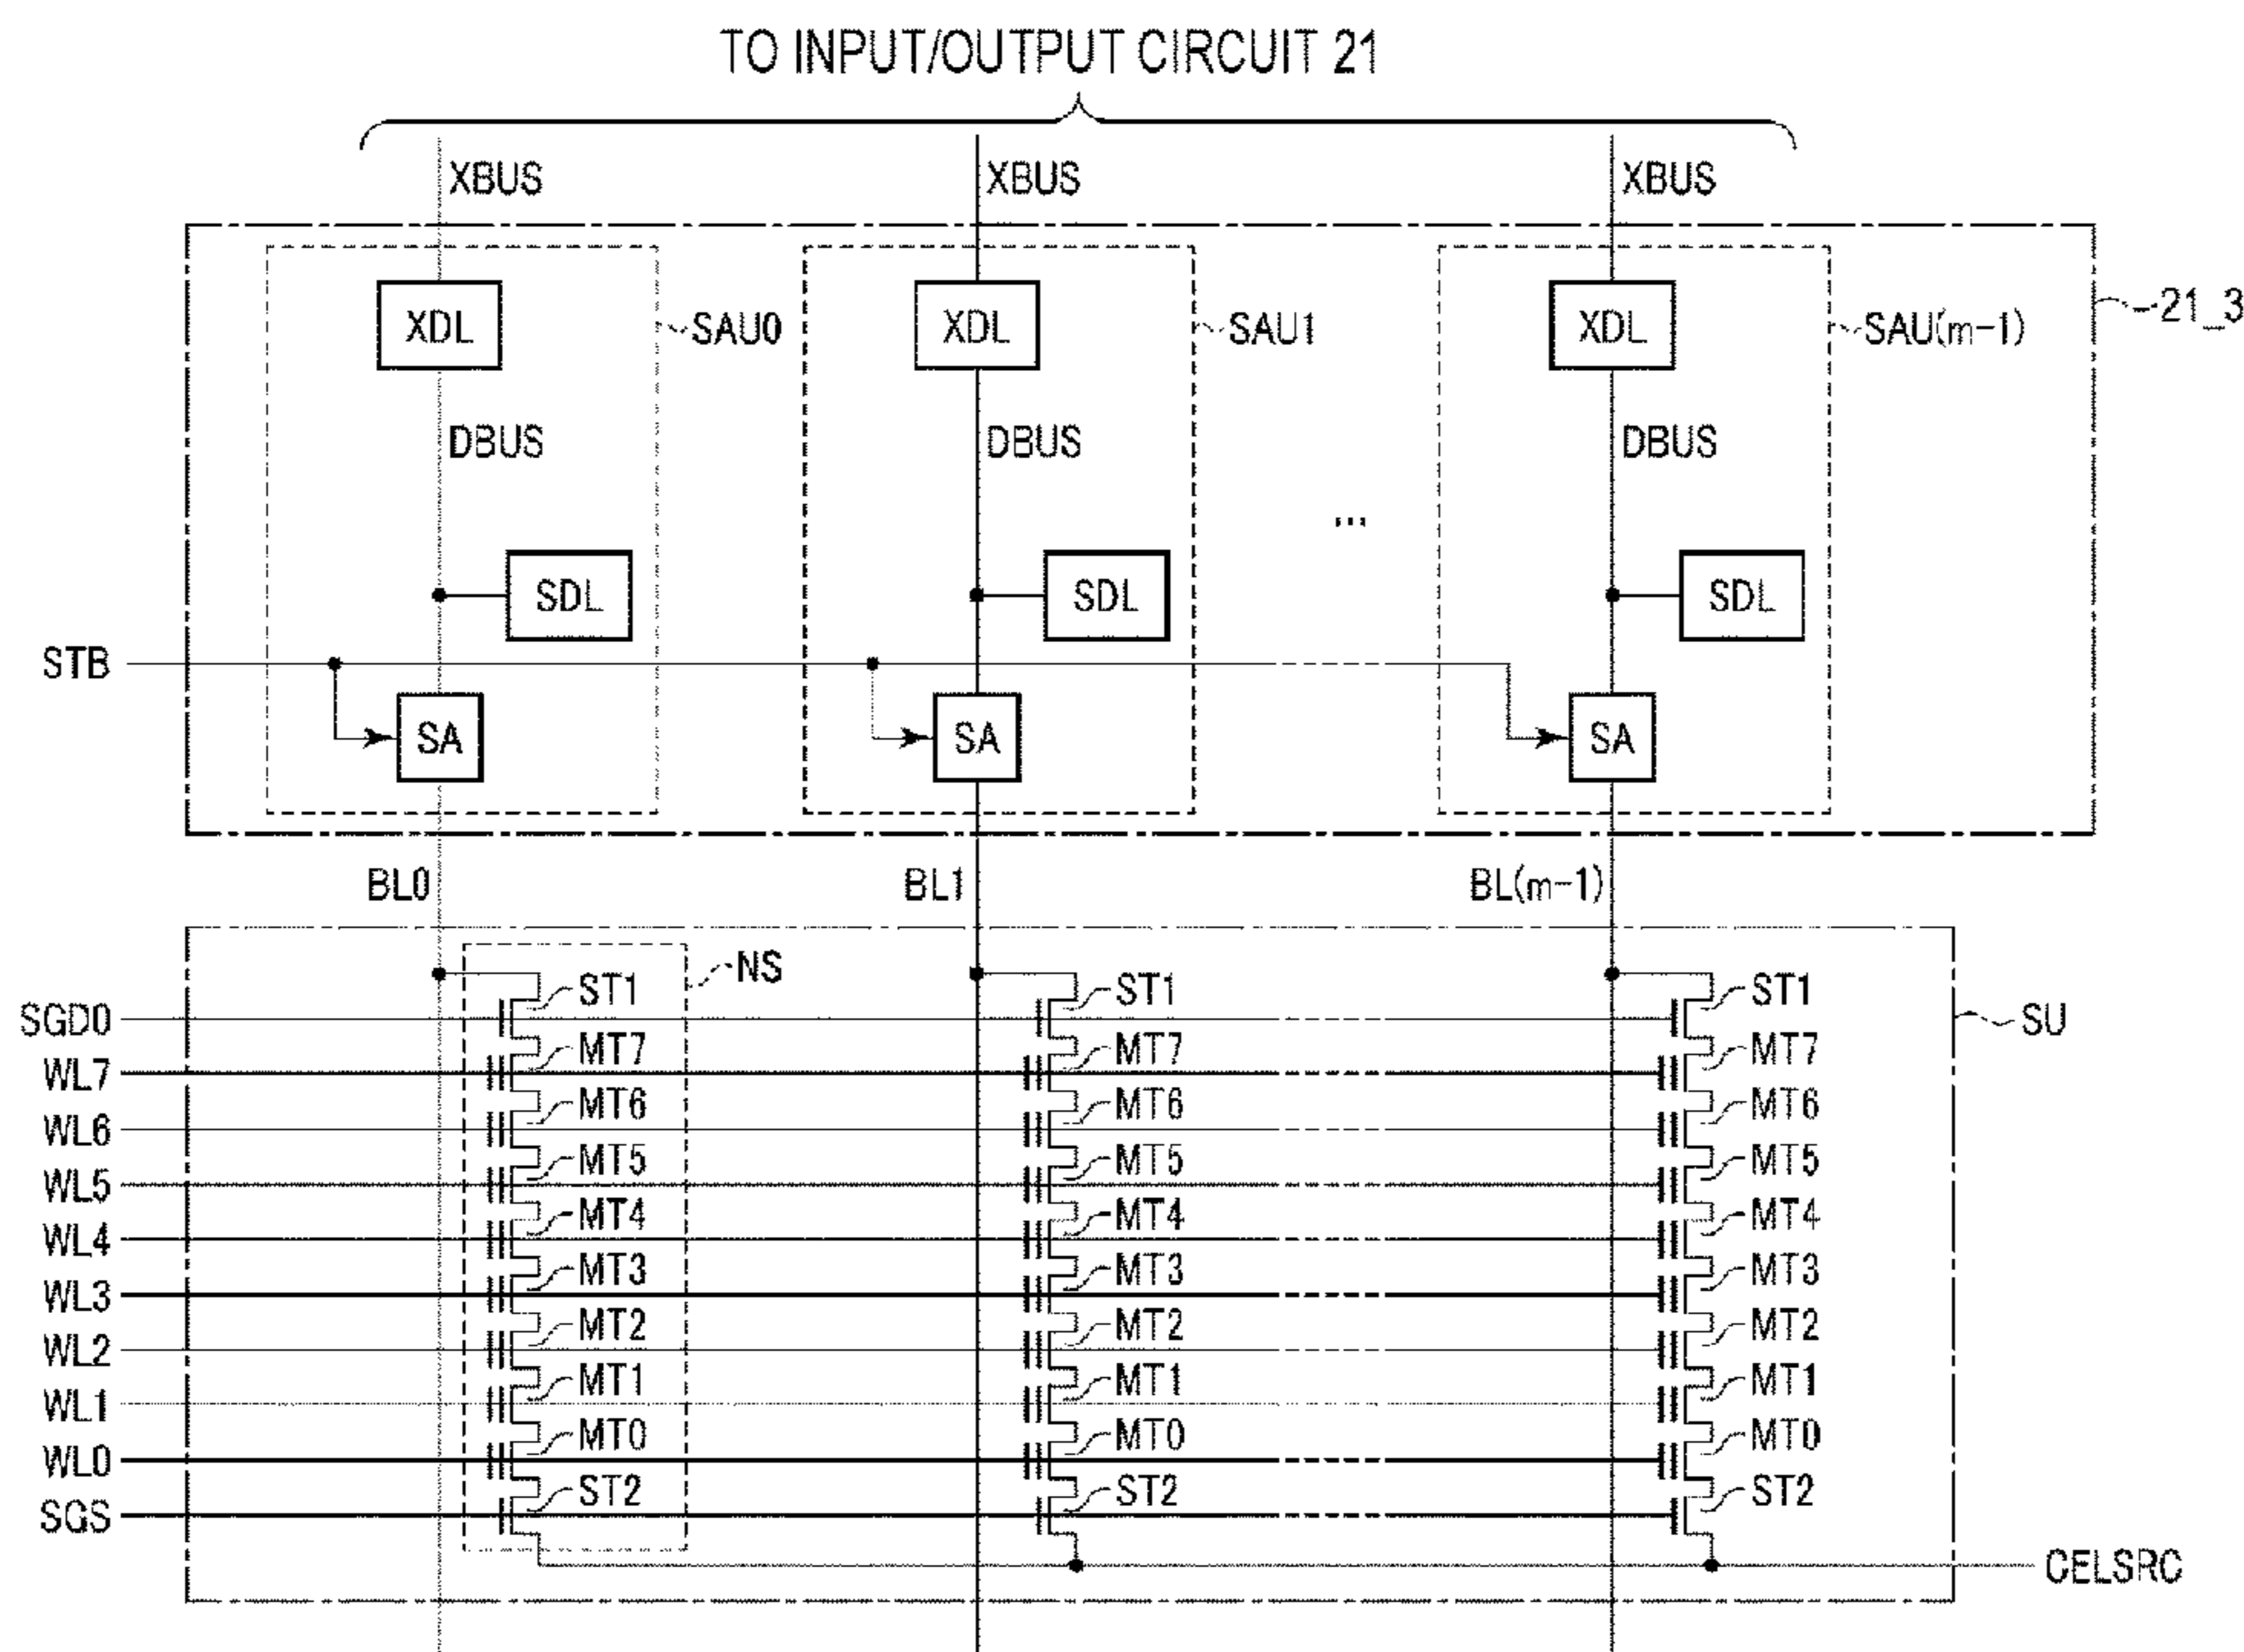 TO INPUT/OUTPUT CIRCUIT 21
XBUS XBUS XBUS
XDL SAU0 XDL SAU1 XDL SAU(m-1) 21_3
DBUS DBUS DBUS
...
SDL SDL SDL
STB
SA SA SA
BL0 BL1 BL(m-1)
NS
SGD0 ST1 ST1 ST1 SU
WL7 MT7 MT7 MT7
WL6 MT6 MT6 MT6
WL5 MT5 MT5 MT5
WL4 MT4 MT4 MT4
WL3 MT3 MT3 MT3
WL2 MT2 MT2 MT2
WL1 MT1 MT1 MT1
WL0 MT0 MT0 MT0
SGS ST2 ST2 ST2
CELSRC